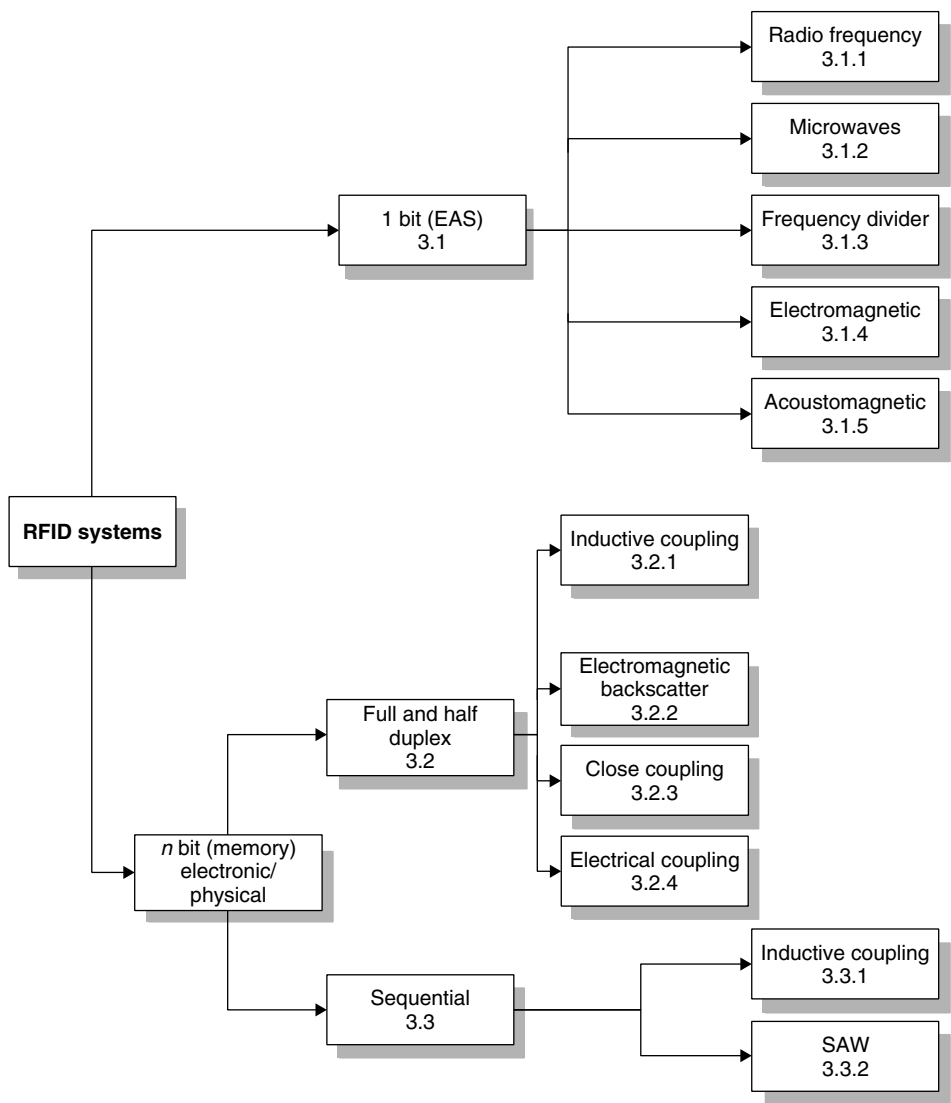 Radio frequency
3.1.1
Microwaves
3.1.2
1 bit (EAS)
3.1
Frequency divider
3.1.3
Electromagnetic
3.1.4
Acoustomagnetic
3.1.5
RFID systems
Inductive coupling
3.2.1
Electromagnetic
backscatter
3.2.2
Full and half
duplex
3.2
Close coupling
3.2.3
n bit (memory)
electronic/
physical
Electrical coupling
3.2.4
Sequential
3.3
Inductive coupling
3.3.1
SAW
3.3.2